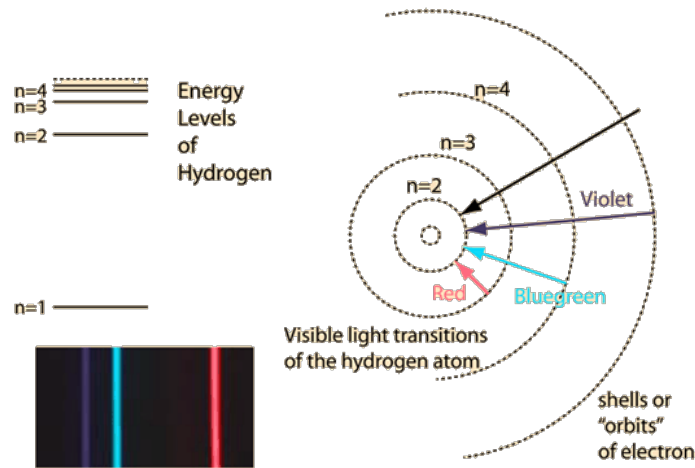 n=4
n=3
n=2
n=1
Energy
Levels
of
Hydrogen
n=4
n=3
n=2
Violet
Red
Bluegreen
Visible light transitions
of the hydrogen atom
shells or
"orbits"
of electron